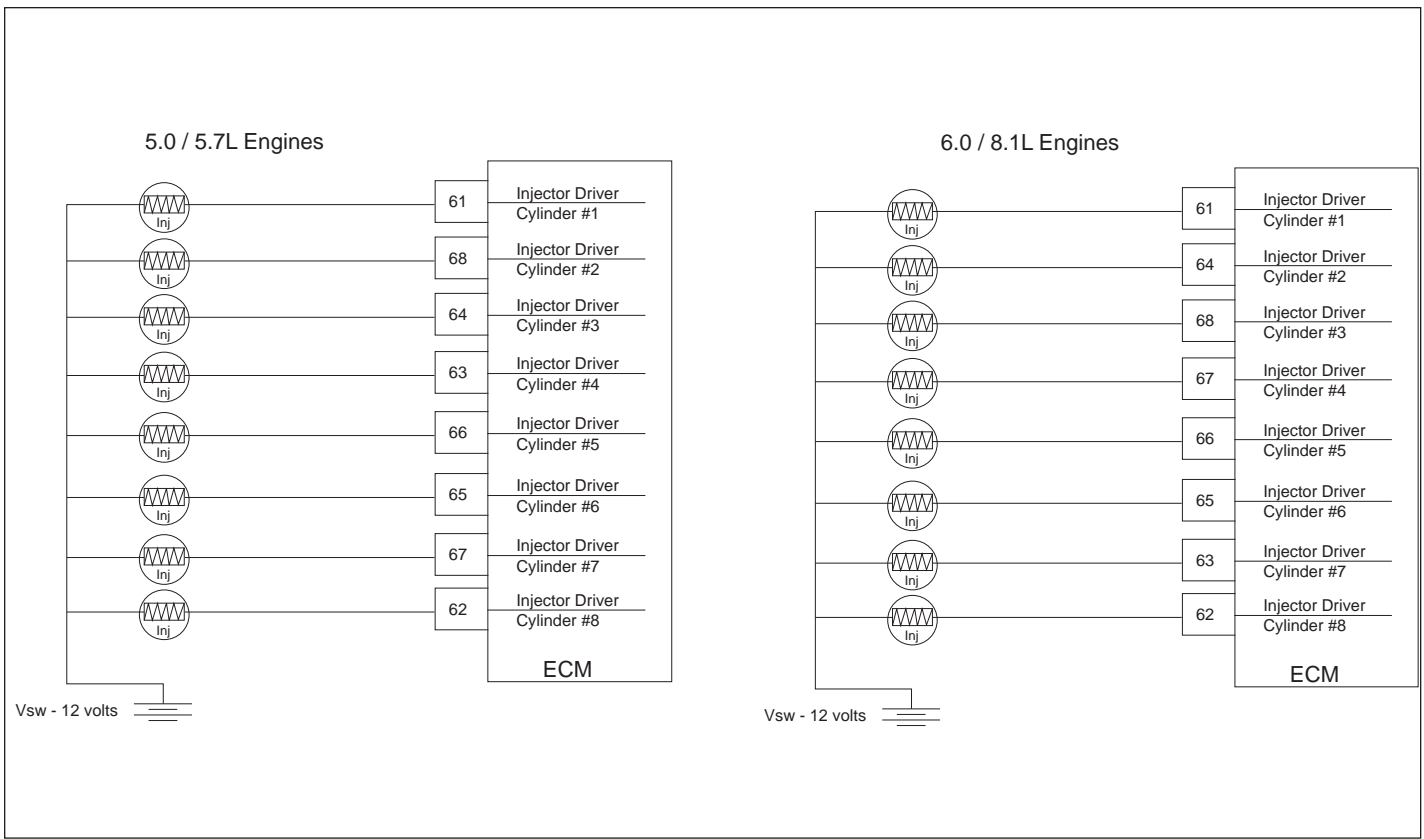 5.0 / 5.7L Engines
Inj
61
Injector Driver
Cylinder #1
Inj
68
Injector Driver
Cylinder #2
Inj
64
Injector Driver
Cylinder #3
Inj
63
Injector Driver
Cylinder #4
Inj
66
Injector Driver
Cylinder #5
Inj
65
Injector Driver
Cylinder #6
Inj
67
Injector Driver
Cylinder #7
Inj
62
Injector Driver
Cylinder #8
ECM
Vsw - 12 volts
6.0 / 8.1L Engines
Inj
61
Injector Driver
Cylinder #1
Inj
64
Injector Driver
Cylinder #2
Inj
68
Injector Driver
Cylinder #3
Inj
67
Injector Driver
Cylinder #4
Inj
66
Injector Driver
Cylinder #5
Inj
65
Injector Driver
Cylinder #6
Inj
63
Injector Driver
Cylinder #7
Inj
62
Injector Driver
Cylinder #8
ECM
Vsw - 12 volts